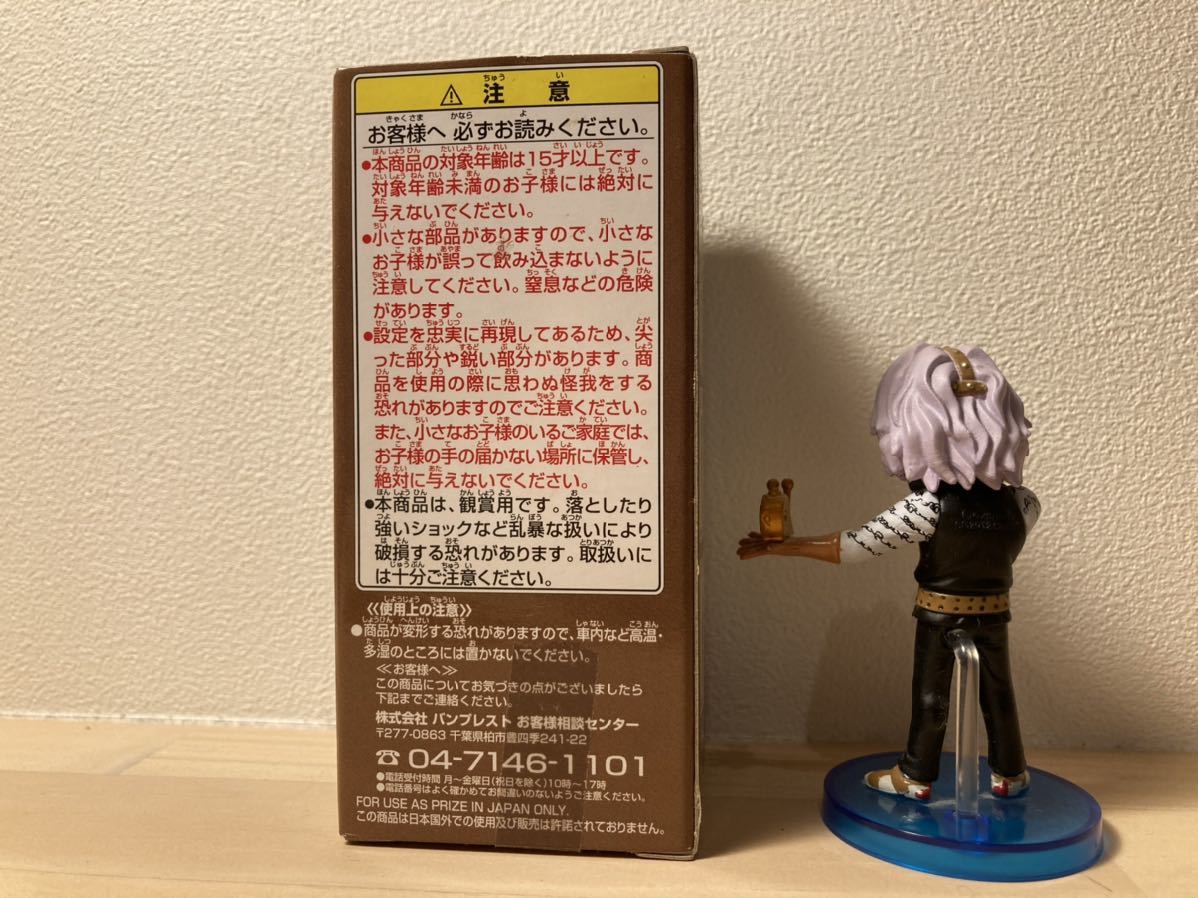 ⚠ 注意
お客様へ 必ずお読みください。
●本商品の対象年齢は15才以上です。
対象年齢未満のお子様には絶対に
与えないでください。
●小さな部品がありますので、小さな
お子様が誤って飲み込まないように
注意してください。窒息などの危険
があります。
●設定を忠実に再現してあるため、尖
った部分や鋭い部分があります。商
品を使用の際に思わぬ怪我をする
恐れがありますのでご注意ください。
また、小さなお子様のいるご家庭では、
お子様の手の届かない場所に保管し、
絶対に与えないでください。
●本商品は、観賞用です。落としたり
強いショックなど乱暴な扱いにより
破損する恐れがあります。取扱いに
は十分ご注意ください。
《使用上の注意》
●商品が変形する恐れがありますので、車内など高温・
多湿のところには置かないでください。
≪お客様へ≫
この商品についてお気づきの点がございましたら
下記までご連絡ください。
株式会社 バンプレスト お客様相談センター
〒277-0863 千葉県柏市豊四季241-22
☎ 04-7146-1101
●電話受付時間 月〜金曜日(祝日を除く)10時〜17時
●電話番号はよく確かめてお間違いのないようご注意ください。
FOR USE AS PRIZE IN JAPAN ONLY.
この商品は日本国外での使用及び販売は許諾されておりません。